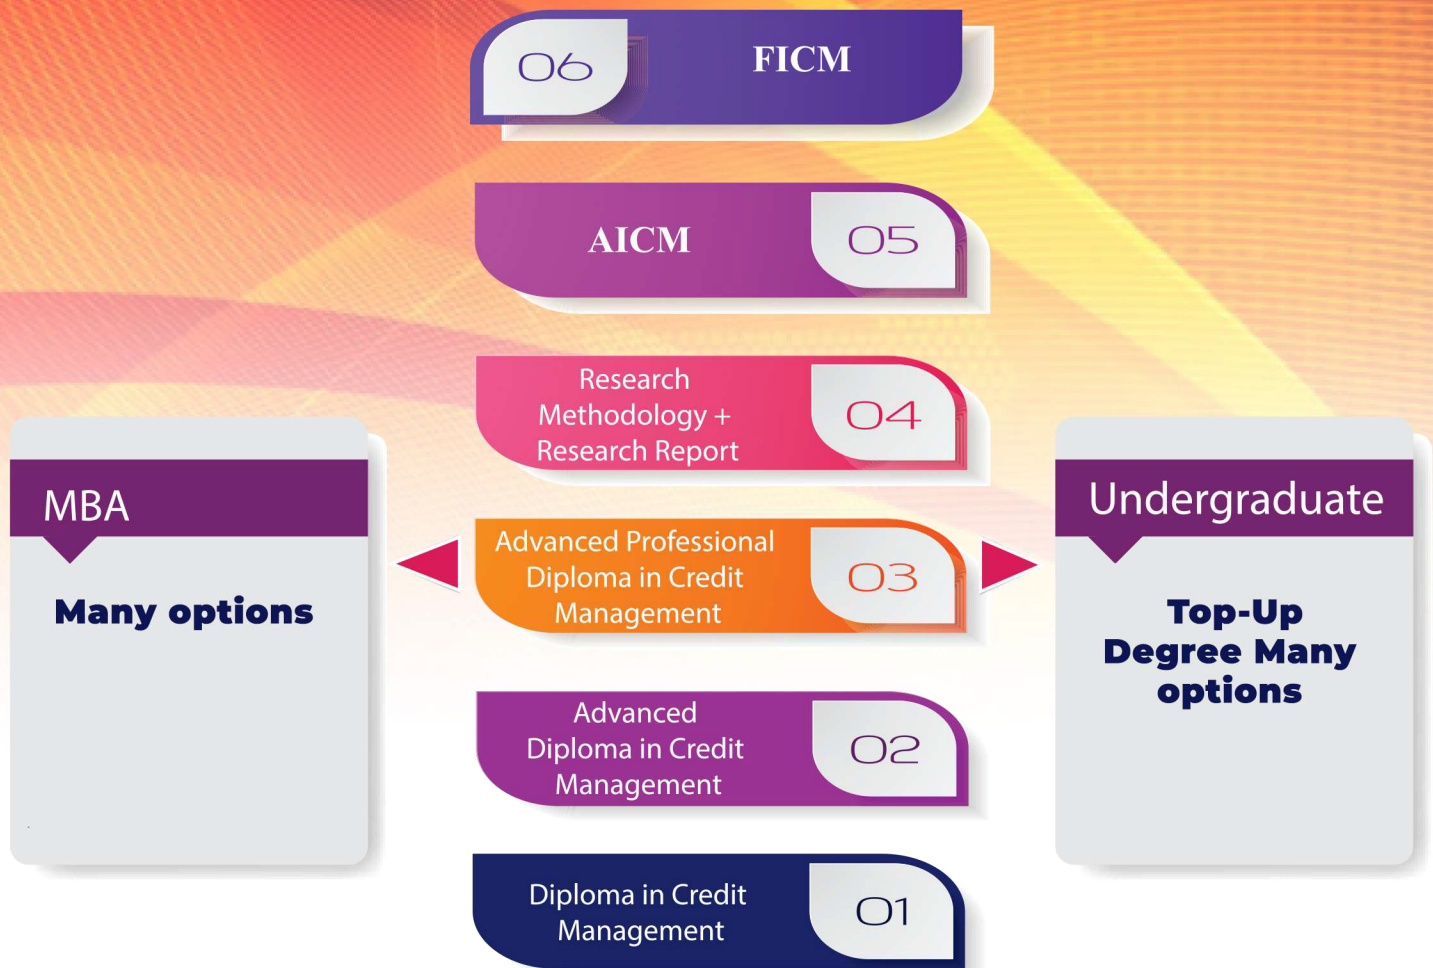 06
FICM
AICM
05
Research
Methodology +
Research Report
04
MBA
Many options
Advanced Professional
Diploma in Credit
Management
03
Undergraduate
Top-Up
Degree Many
options
Advanced
Diploma in Credit
Management
02
Diploma in Credit
Management
01